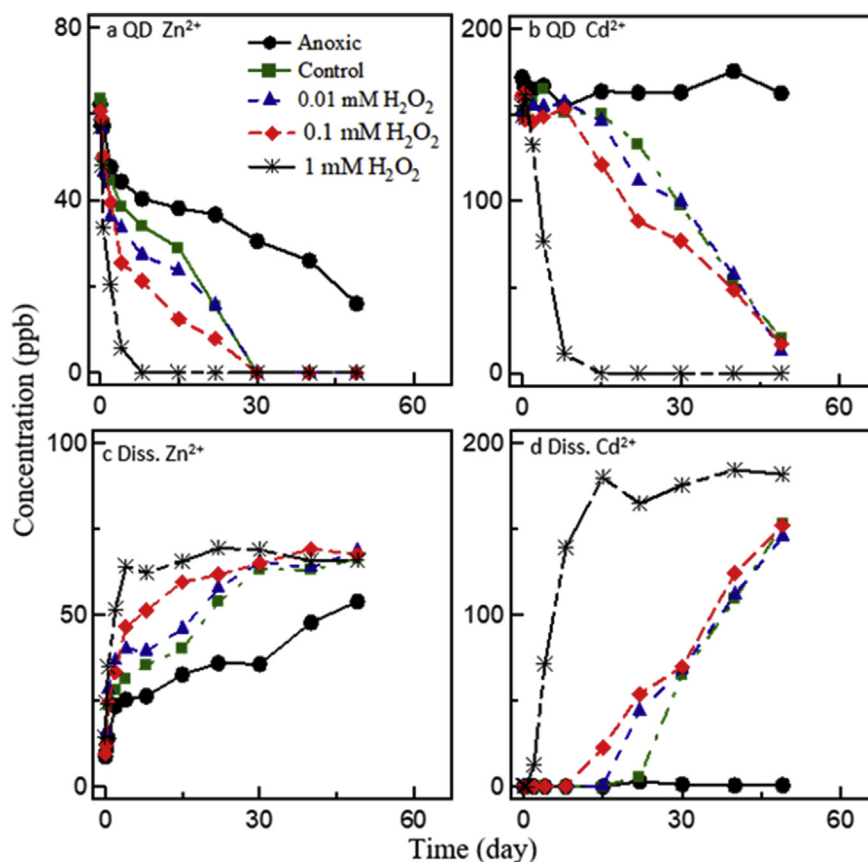 a QD Zn²⁺
Anoxic
Control
0.01 mM H₂O₂
0.1 mM H₂O₂
1 mM H₂O₂
80
40
0
0
30
60
b QD Cd²⁺
200
100
0
0
30
60
c Diss. Zn²⁺
100
50
0
0
30
60
d Diss. Cd²⁺
200
100
0
0
30
60
Concentration (ppb)
Time (day)